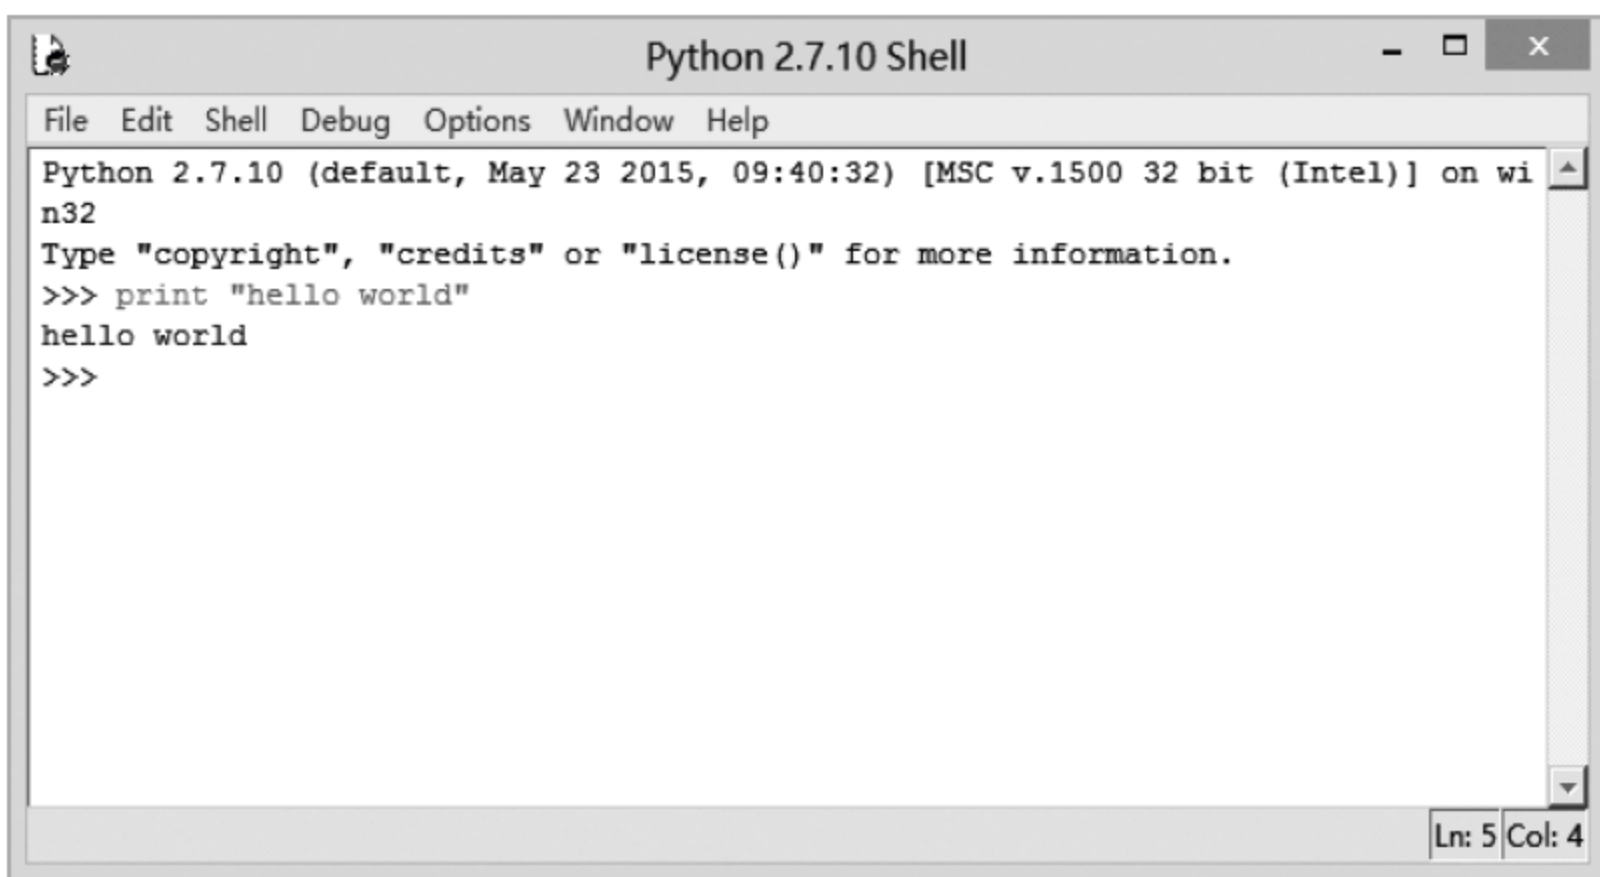 Python 2.7.10 Shell
x
File Edit Shell Debug Options Window Help
Python 2.7.10 (default, May 23 2015, 09:40:32) [MSC v.1500 32 bit (Intel)] on wi
n32
Type "copyright", "credits" or "license()" for more information.
>>> print "hello world"
hello world
>>>
Ln: 5 Col: 4